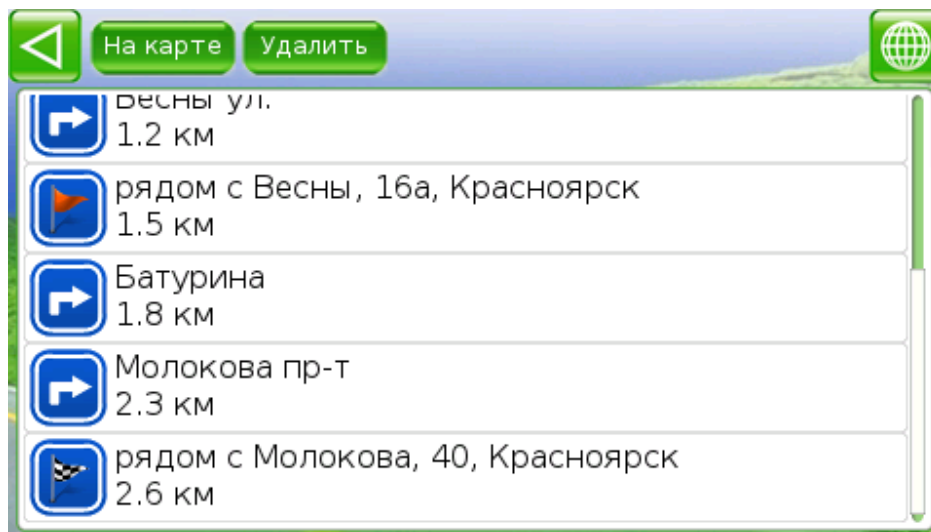 На карте
Удалить
Весны ул.
1.2 км
рядом с Весны, 16а, Красноярск
1.5 км
Батурина
1.8 км
Молокова пр-т
2.3 км
рядом с Молокова, 40, Красноярск
2.6 км